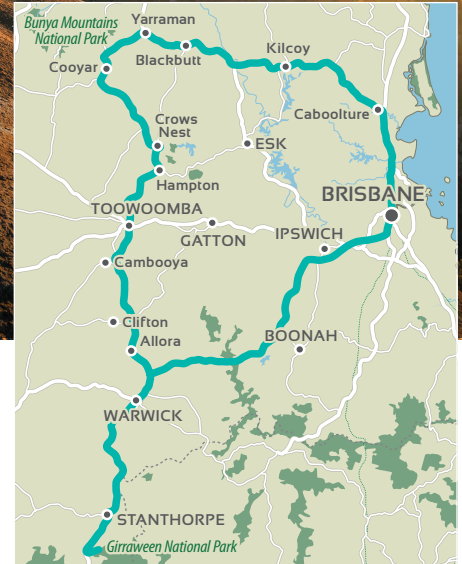 Bunya Mountains
National Park
Yarraman
Blackbutt
Kilcoy
Cooyar
Caboolture
Crows
Nest
ESK
Hampton
BRISBANE
TOOWOOMBA
GATTON
IPSWICH
Cambooya
Clifton
Allora
BOONAH
WARWICK
STANTHORPE
Girraween National Park